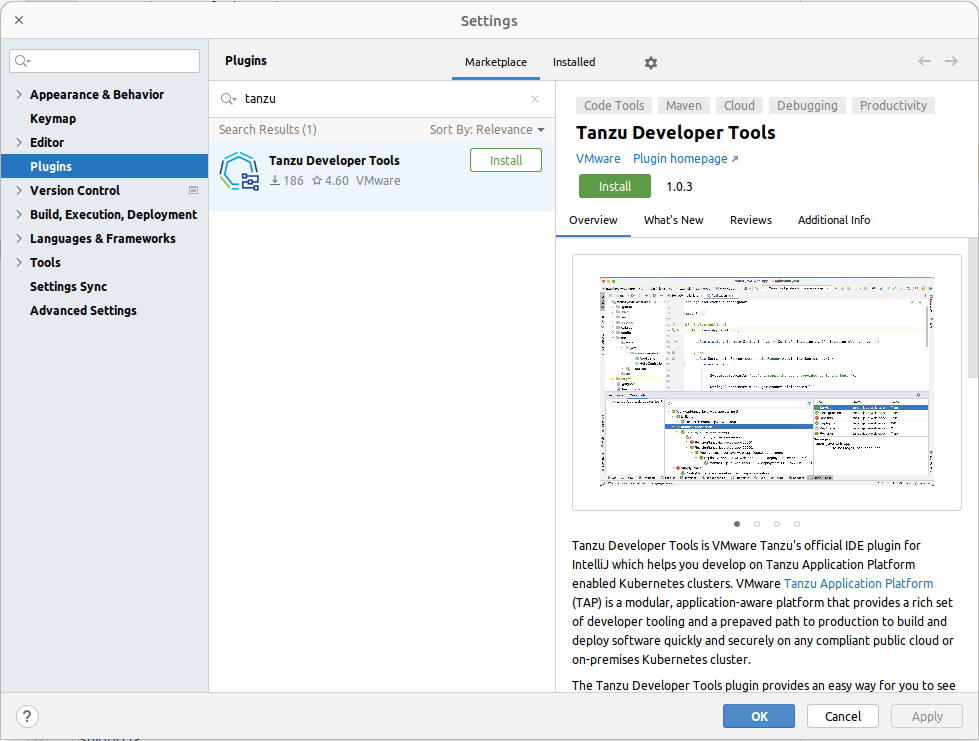 Settings
Plugins
Marketplace
Installed
Appearance & Behavior
Keymap
Editor
Plugins
Version Control
Build, Execution, Deployment
Languages & Frameworks
Tools
Settings Sync
Advanced Settings
tanzu
Search Results (1)
Sort By: Relevance
Tanzu Developer Tools
Install
186
4.60
VMware
Code Tools
Maven
Cloud
Debugging
Productivity
Tanzu Developer Tools
VMware
Plugin homepage
Install
1.0.3
Overview
What's New
Reviews
Additional Info
Tanzu Developer Tools is VMware Tanzu's official IDE plugin for
IntelliJ which helps you develop on Tanzu Application Platform
enabled Kubernetes clusters. VMware Tanzu Application Platform
(TAP) is a modular, application-aware platform that provides a rich set
of developer tooling and a prepaved path to production to build and
deploy software quickly and securely on any compliant public cloud or
on-premises Kubernetes cluster.
The Tanzu Developer Tools plugin provides an easy way for you to see
?
OK
Cancel
Apply